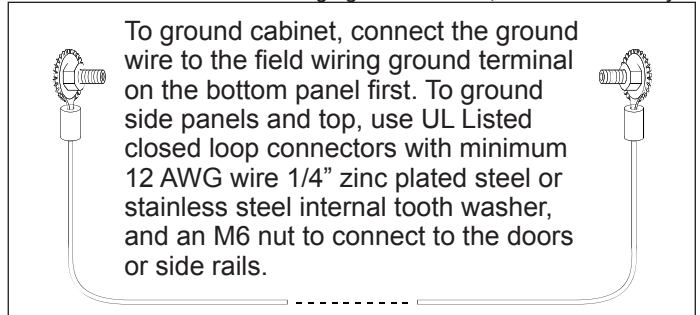 To ground cabinet, connect the ground
wire to the field wiring ground terminal
on the bottom panel first. To ground
side panels and top, use UL Listed
closed loop connectors with minimum
12 AWG wire 1/4” zinc plated steel or
stainless steel internal tooth washer,
and an M6 nut to connect to the doors
or side rails.